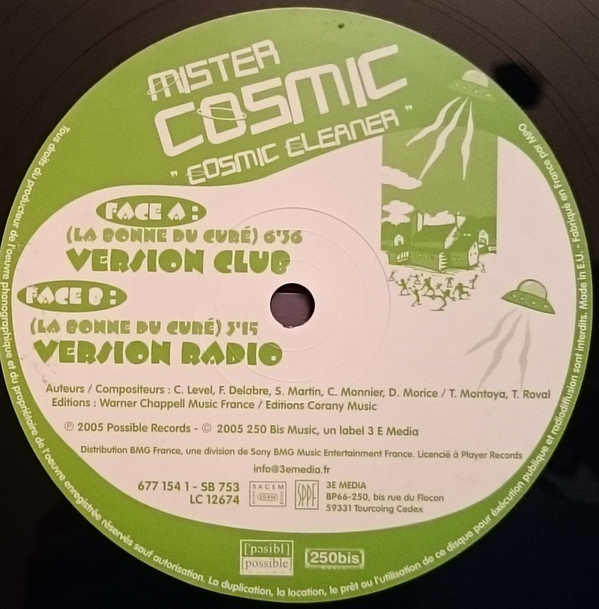 MISTER
COSMIC
" COSMIC CLEANER "
FACE A :
(LA BONNE DU CURÉ) 6'36
VERSION CLUB
FACE B :
(LA BONNE DU CURÉ) 3'15
VERSION RADIO
Auteurs / Compositeurs : C. Level, F. Delabre, S. Martin, C. Monnier, D. Morice / T. Montoya, T. Raval
Editions : Warner Chappell Music France / Editions Corany Music
℗ 2005 Possible Records - © 2005 250 Bis Music, un label 3 E Media
Distribution BMG France, une division de Sony BMG Music Entertainment France. Licencié à Player Records
info@3emedia.fr
677 154 1 - SB 753
LC 12674
SACEM
SPPF
3E MEDIA
BP66-250, bis rue du Flocon
59331 Tourcoing Cedex
['pɔsibl]
possible
250bis
Tous droits du producteur de l'oeuvre phonographique et du propriétaire de l'oeuvre enregistrée réservés sauf autorisation. La duplication, la location, le prêt ou l'utilisation de ce disque pour exécution publique et radiodiffusion sont interdits. Made in E.U. - Fabriqué en France par MPO